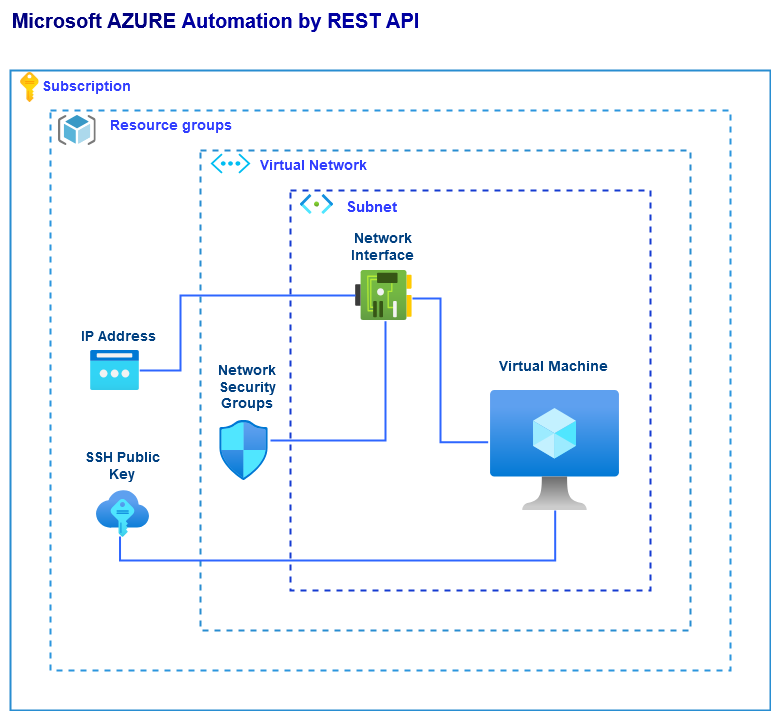 Microsoft AZURE Automation by REST API
Subscription
Resource groups
Virtual Network
Subnet
Network
Interface
IP Address
Network
Security
Groups
Virtual Machine
SSH Public
Key